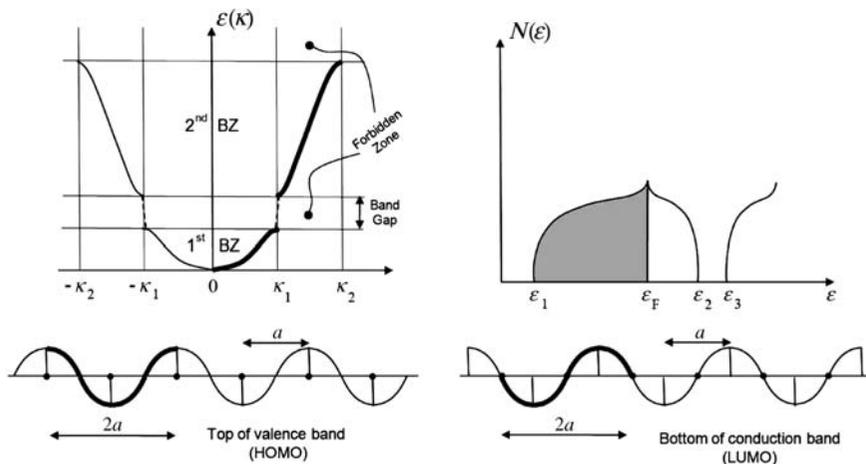 ε(κ)
2nd BZ
Forbidden Zone
Band Gap
1st BZ
- κ2
- κ1
0
κ1
κ2
N(ε)
ε1
εF
ε2
ε3
ε
a
2a
Top of valence band
(HOMO)
a
2a
Bottom of conduction band
(LUMO)